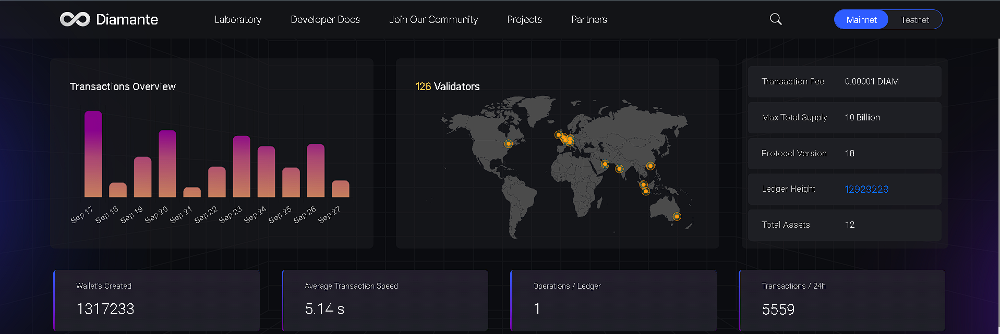 Diamante
Laboratory
Developer Docs
Join Our Community
Projects
Partners
Mainnet
Testnet
Transactions Overview
Sep 17
Sep 18
Sep 19
Sep 20
Sep 21
Sep 22
Sep 23
Sep 24
Sep 25
Sep 26
Sep 27
126 Validators
Transaction Fee 0.00001 DIAM
Max Total Supply 10 Billion
Protocol Version 18
Ledger Height 12929229
Total Assets 12
Wallet's Created
1317233
Average Transaction Speed
5.14 s
Operations / Ledger
1
Transactions / 24h
5559